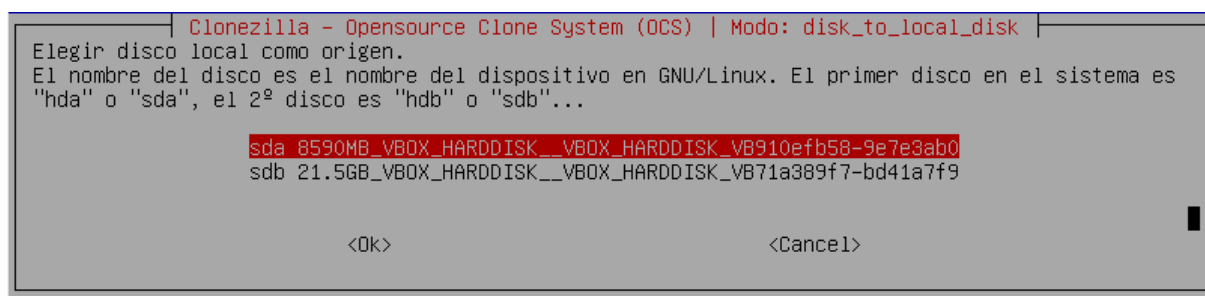 Clonezilla - Opensource Clone System (OCS) | Modo: disk_to_local_disk
Elegir disco local como origen.
El nombre del disco es el nombre del dispositivo en GNU/Linux. El primer disco en el sistema es
"hda" o "sda", el 2º disco es "hdb" o "sdb"...
sda 8590MB_VBOX_HARDDISK__VBOX_HARDDISK_VB910efb58-9e7e3ab0
sdb 21.5GB_VBOX_HARDDISK__VBOX_HARDDISK_VB71a389f7-bd41a7f9
<Ok> <Cancel>